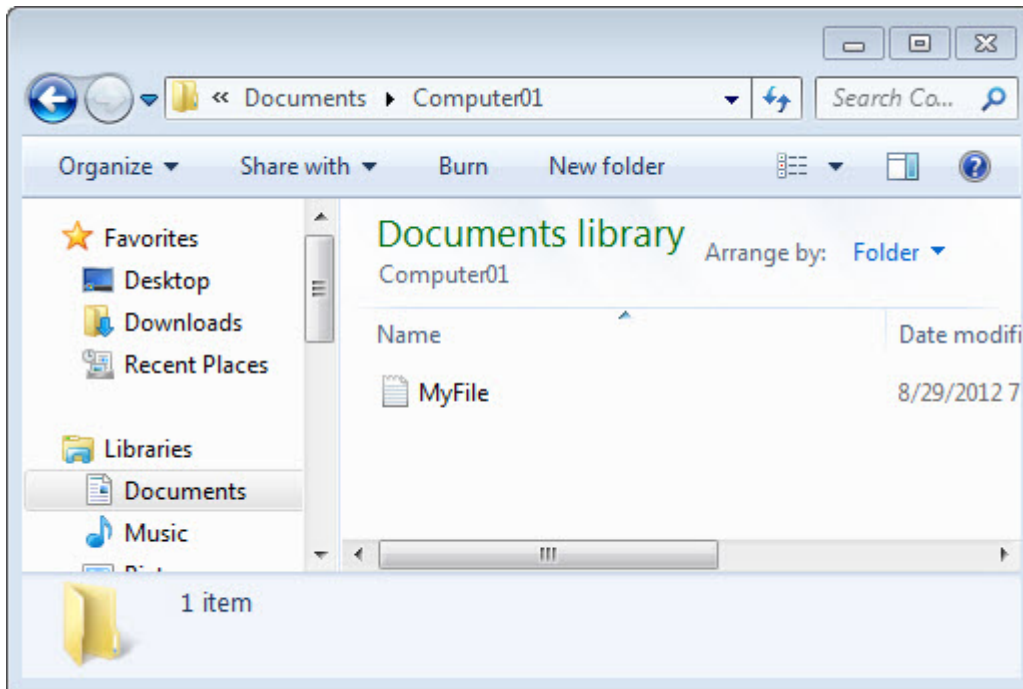 « Documents ▸ Computer01 Search Co...
Organize Share with Burn New folder
Favorites
Desktop
Downloads
Recent Places
Libraries
Documents
Music
Documents library
Computer01
Arrange by: Folder
Name Date modifi
MyFile 8/29/2012 7
1 item